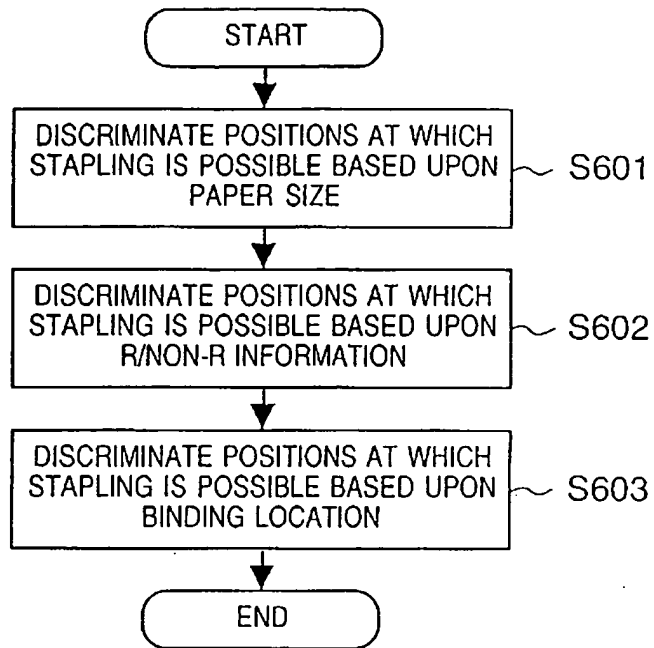 START
DISCRIMINATE POSITIONS AT WHICH
STAPLING IS POSSIBLE BASED UPON
PAPER SIZE
S601
DISCRIMINATE POSITIONS AT WHICH
STAPLING IS POSSIBLE BASED UPON
R/NON-R INFORMATION
S602
DISCRIMINATE POSITIONS AT WHICH
STAPLING IS POSSIBLE BASED UPON
BINDING LOCATION
S603
END